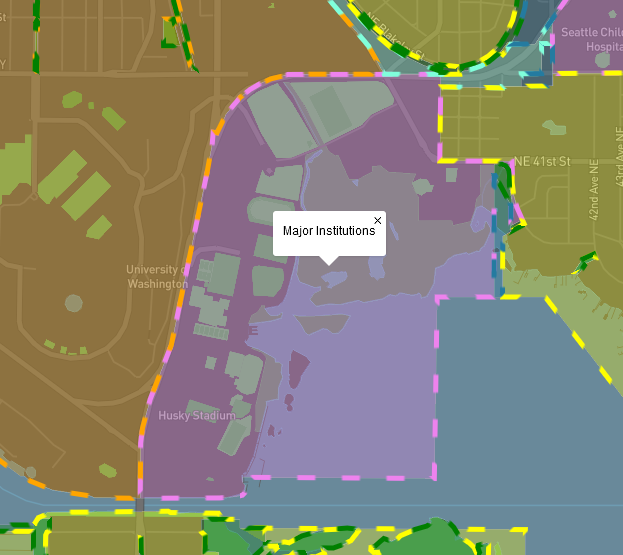 NE Blakeley St
Seattle Chil
Hospita
St
Y
NE 41st St
42nd Ave NE
43rd Ave NE
Major Institutions
×
University o
Washington
Husky Stadium